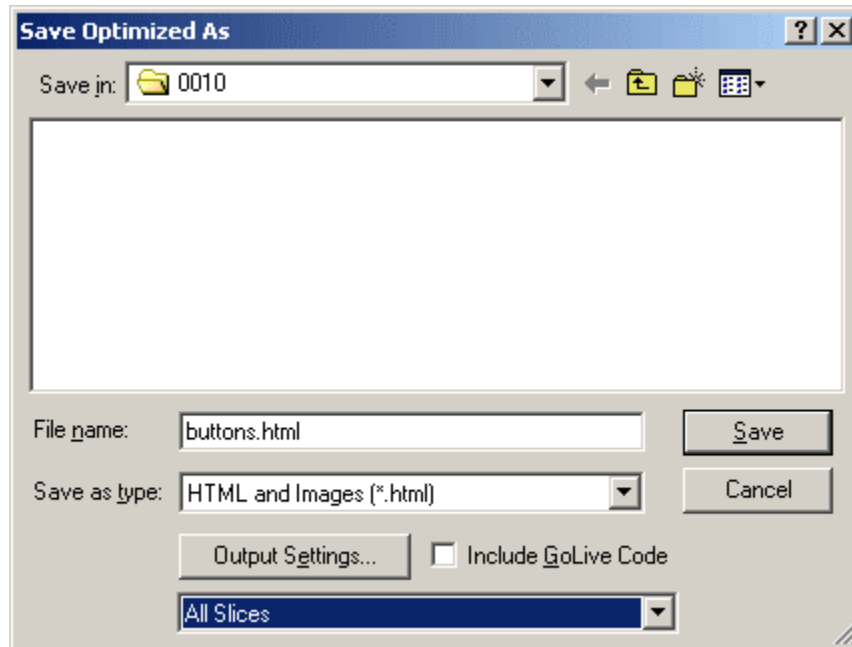 Save Optimized As
Save in: 0010
File name: buttons.html Save
Save as type: HTML and Images (*.html) Cancel
Output Settings... Include GoLive Code
All Slices